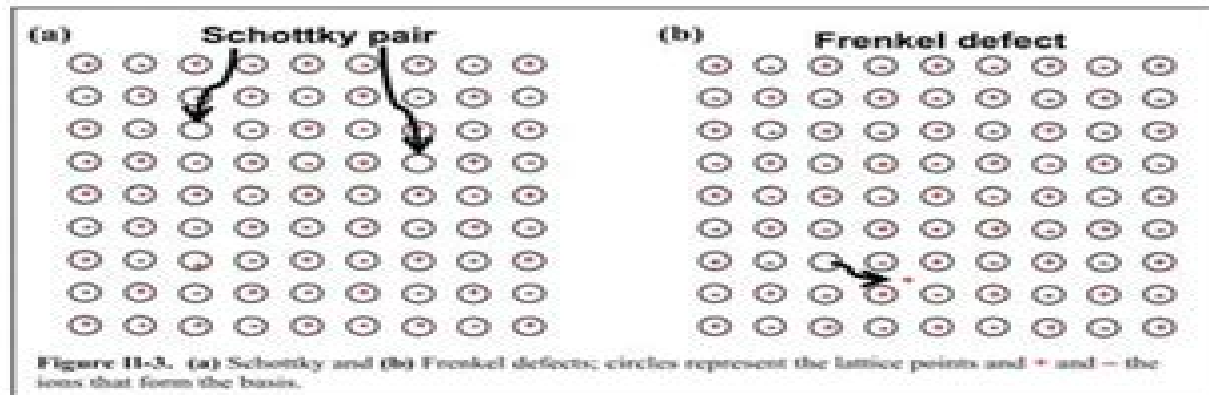 (a) Schottky pair
(b) Frenkel defect
Figure II-3. (a) Schottky and (b) Frenkel defects; circles represent the lattice points and + and − the
ions that form the basis.